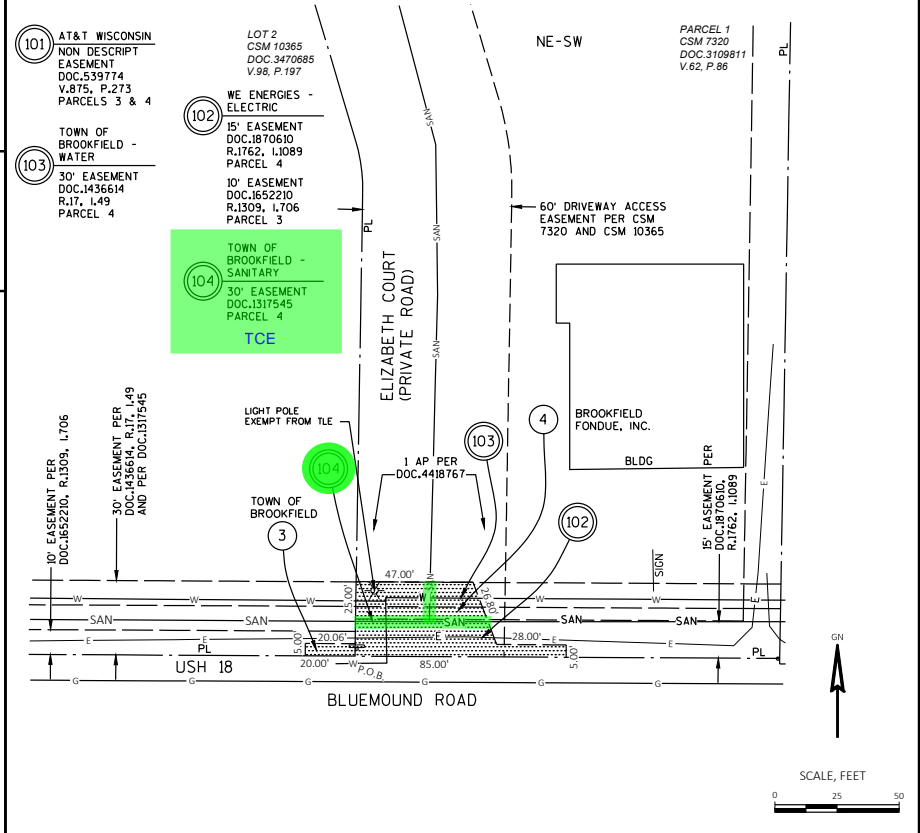 101
AT&T WISCONSIN
NON DESCRIPT
EASEMENT
DOC.539774
V.875, P.273
PARCELS 3 & 4
LOT 2
CSM 10365
DOC.3470685
V.98, P.197
NE-SW
PARCEL 1
CSM 7320
DOC.3109811
V.62, P.86
PL
102
WE ENERGIES -
ELECTRIC
15' EASEMENT
DOC.1870610
R.1762, I.1089
PARCEL 4
10' EASEMENT
DOC.1652210
R.1309, I.706
PARCEL 3
103
TOWN OF
BROOKFIELD -
WATER
30' EASEMENT
DOC.1436614
R.17, I.49
PARCEL 4
104
TOWN OF
BROOKFIELD -
SANITARY
30' EASEMENT
DOC.1317545
PARCEL 4
TCE
SAN
SAN
SAN
PL
60' DRIVEWAY ACCESS
EASEMENT PER CSM
7320 AND CSM 10365
ELIZABETH COURT
(PRIVATE ROAD)
LIGHT POLE
EXEMPT FROM TLE
104
1 AP PER
DOC.4418767
103
4
BROOKFIELD
FONDUE, INC.
BLDG
TOWN OF
BROOKFIELD
3
102
10' EASEMENT PER
DOC.1652210, R.1309, I.706
30' EASEMENT PER
DOC.1436614, R.17, I.49
AND PER DOC.1317545
15' EASEMENT PER
DOC.1870610,
R.1762, I.1089
E
SIGN
47.00'
SAN
25.00'
26.80'
W W W W W W W E
SAN SAN SAN SAN SAN
E E 20.06' E 28.00' E E
5.00' 5.00'
PL PL
USH 18 20.00' W P.O.B. 85.00'
G G G G G G G
BLUEMOUND ROAD
GN
SCALE, FEET
0 25 50